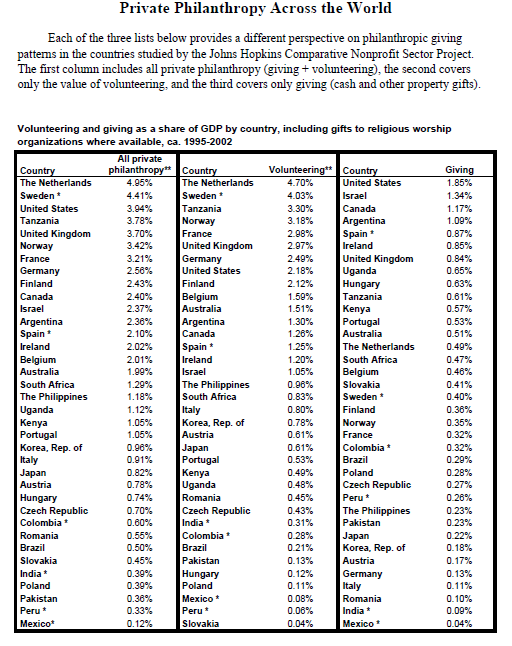 Private Philanthropy Across the World
Each of the three lists below provides a different perspective on philanthropic giving
patterns in the countries studied by the Johns Hopkins Comparative Nonprofit Sector Project.
The first column includes all private philanthropy (giving + volunteering), the second covers
only the value of volunteering, and the third covers only giving (cash and other property gifts).
Volunteering and giving as a share of GDP by country, including gifts to religious worship
organizations where available, ca. 1995-2002
All private
Country philanthropy** Country Volunteering** Country Giving
The Netherlands 4.95% The Netherlands 4.70% United States 1.85%
Sweden * 4.41% Sweden * 4.03% Israel 1.34%
United States 3.94% Tanzania 3.30% Canada 1.17%
Tanzania 3.78% Norway 3.18% Argentina 1.09%
United Kingdom 3.70% France 2.98% Spain * 0.87%
Norway 3.42% United Kingdom 2.97% Ireland 0.85%
France 3.21% Germany 2.49% United Kingdom 0.84%
Germany 2.56% United States 2.18% Uganda 0.65%
Finland 2.43% Finland 2.12% Hungary 0.63%
Canada 2.40% Belgium 1.59% Tanzania 0.61%
Israel 2.37% Australia 1.51% Kenya 0.57%
Argentina 2.36% Argentina 1.30% Portugal 0.53%
Spain * 2.10% Canada 1.26% Australia 0.51%
Ireland 2.02% Spain * 1.25% The Netherlands 0.49%
Belgium 2.01% Ireland 1.20% South Africa 0.47%
Australia 1.99% Israel 1.05% Belgium 0.46%
South Africa 1.29% The Philippines 0.96% Slovakia 0.41%
The Philippines 1.18% South Africa 0.83% Sweden * 0.40%
Uganda 1.12% Italy 0.80% Finland 0.36%
Kenya 1.05% Korea, Rep. of 0.78% Norway 0.35%
Portugal 1.05% Austria 0.61% France 0.32%
Korea, Rep. of 0.96% Japan 0.61% Colombia * 0.32%
Italy 0.91% Portugal 0.53% Brazil 0.29%
Japan 0.82% Kenya 0.49% Poland 0.28%
Austria 0.78% Uganda 0.48% Czech Republic 0.27%
Hungary 0.74% Romania 0.45% Peru * 0.26%
Czech Republic 0.70% Czech Republic 0.43% The Philippines 0.23%
Colombia * 0.60% India * 0.31% Pakistan 0.23%
Romania 0.55% Colombia * 0.28% Japan 0.22%
Brazil 0.50% Brazil 0.21% Korea, Rep. of 0.18%
Slovakia 0.45% Pakistan 0.13% Austria 0.17%
India * 0.39% Hungary 0.12% Germany 0.13%
Poland 0.39% Poland 0.11% Italy 0.11%
Pakistan 0.36% Mexico * 0.08% Romania 0.10%
Peru * 0.33% Peru * 0.06% India * 0.09%
Mexico* 0.12% Slovakia 0.04% Mexico * 0.04%